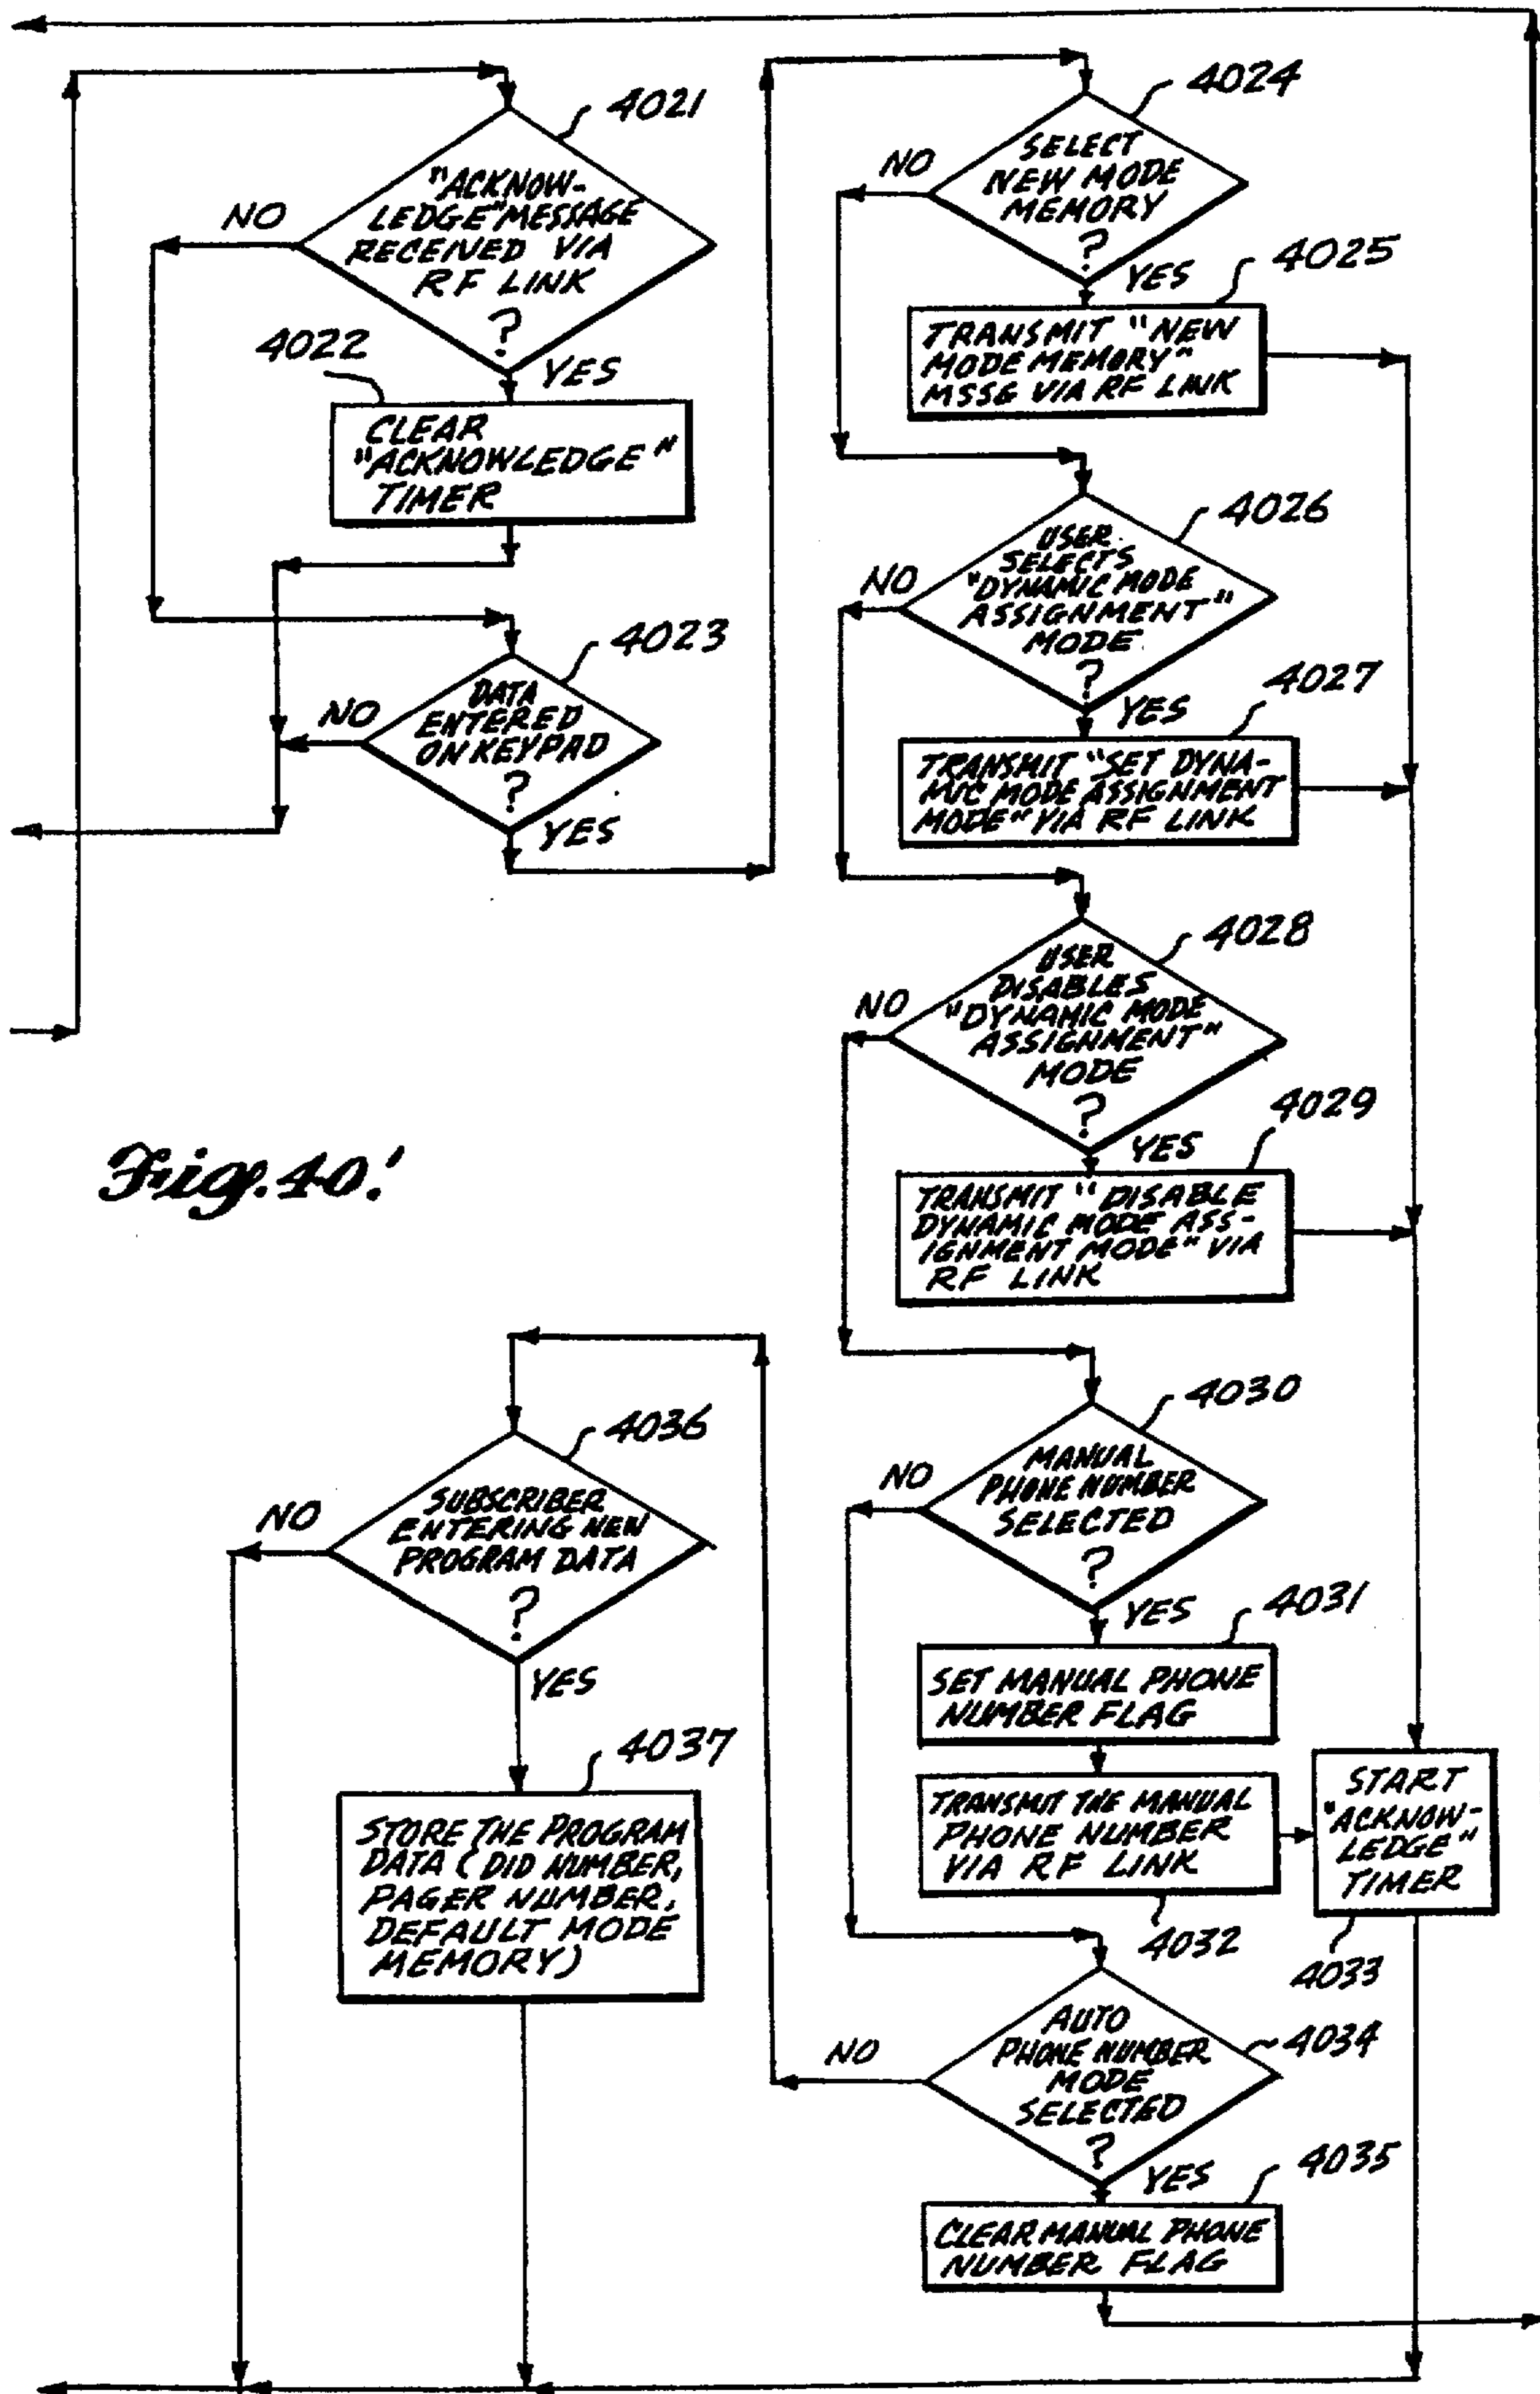 4021
"ACKNOW-
LEDGE" MESSAGE
RECEIVED VIA
RF LINK
?
NO
YES
4022
CLEAR
"ACKNOWLEDGE"
TIMER
4023
DATA
ENTERED
ON KEYPAD
?
NO
YES
4024
SELECT
NEW MODE
MEMORY
?
NO
YES
4025
TRANSMIT "NEW
MODE MEMORY"
MSSG VIA RF LINK
4026
USER
SELECTS
"DYNAMIC MODE
ASSIGNMENT"
MODE
?
NO
YES
4027
TRANSMIT "SET DYNA-
MIC MODE ASSIGNMENT
MODE" VIA RF LINK
4028
USER
DISABLES
"DYNAMIC MODE
ASSIGNMENT"
MODE
?
NO
YES
4029
TRANSMIT "DISABLE
DYNAMIC MODE ASS-
IGNMENT MODE" VIA
RF LINK
Fig. 40.'
4030
MANUAL
PHONE NUMBER
SELECTED
?
NO
YES
4031
SET MANUAL PHONE
NUMBER FLAG
TRANSMIT THE MANUAL
PHONE NUMBER
VIA RF LINK
4032
START
"ACKNOW-
LEDGE"
TIMER
4033
AUTO
PHONE NUMBER
MODE
SELECTED
?
4034
NO
YES
4035
CLEAR MANUAL PHONE
NUMBER FLAG
4036
SUBSCRIBER
ENTERING NEW
PROGRAM DATA
?
NO
YES
4037
STORE THE PROGRAM
DATA (DID NUMBER,
PAGER NUMBER,
DEFAULT MODE
MEMORY)